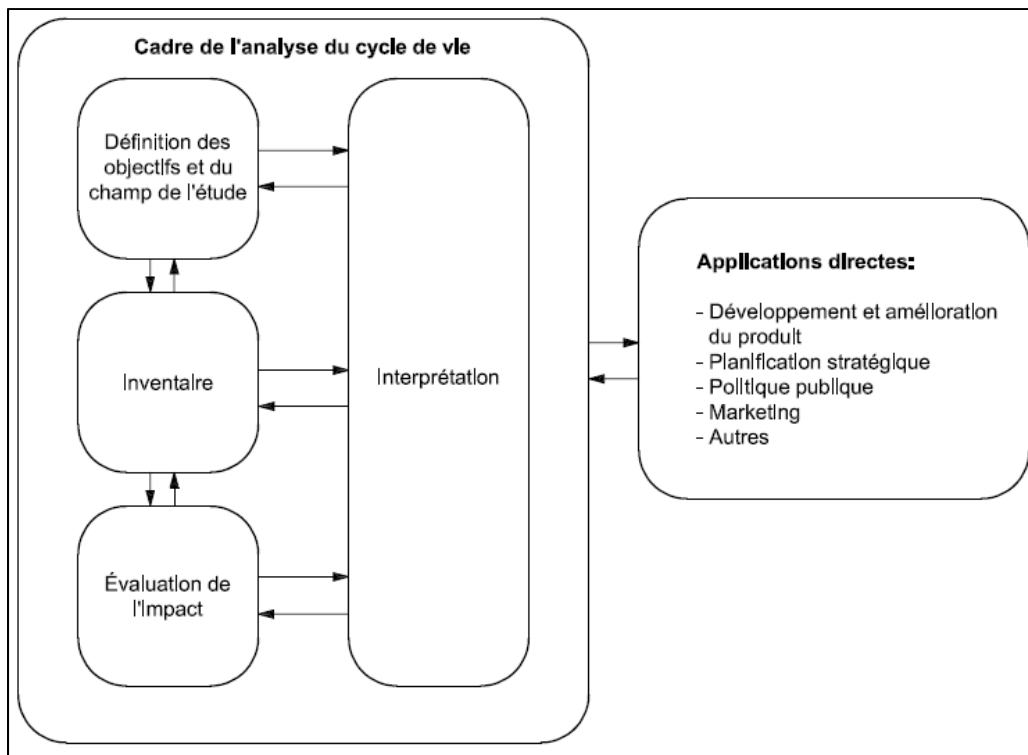 Cadre de l'analyse du cycle de vie
Définition des
objectifs et du
champ de l'étude
Inventaire
Évaluation de
l'Impact
Interprétation
Applications directes:
- Développement et amélioration
du produit
- Planification stratégique
- Politique publique
- Marketing
- Autres